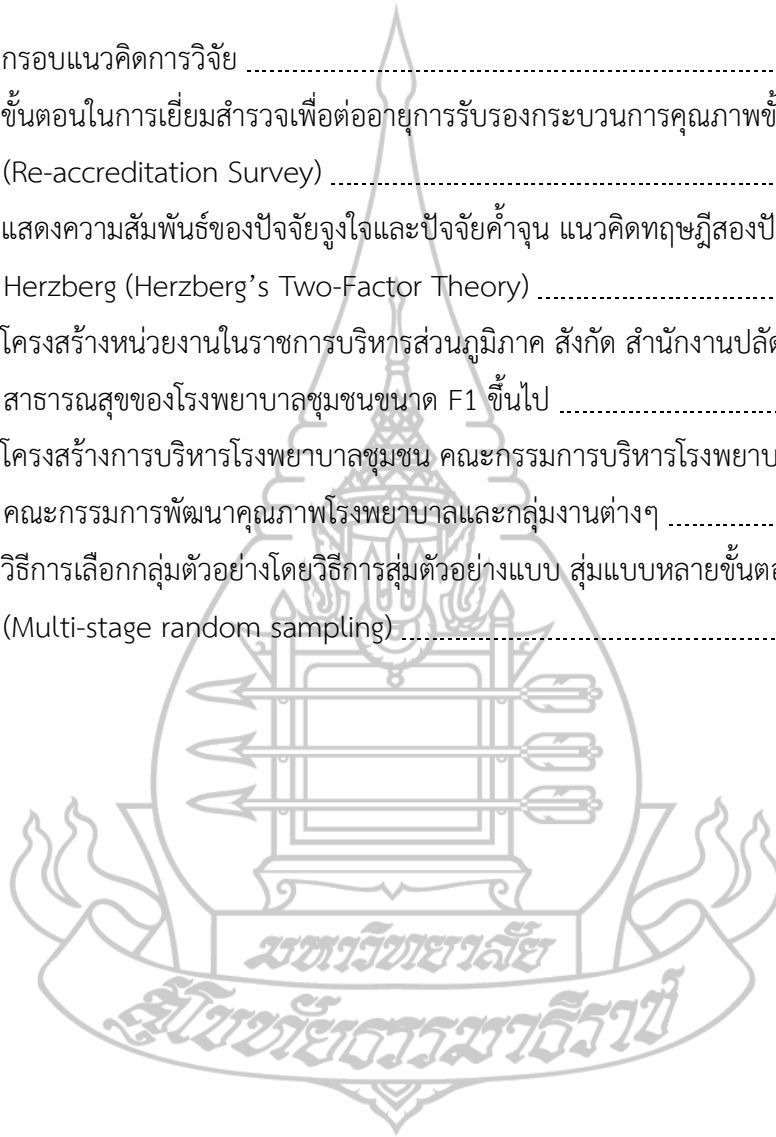 กรอบแนวคิดการวิจัย
ขั้นตอนในการเยี่ยมสำรวจเพื่อต่ออายุการรับรองกระบวนการคุณภาพขั้
(Re-accreditation Survey)
แสดงความสัมพันธ์ของปัจจัยจูงใจและปัจจัยค้ำจุน แนวคิดทฤษฎีสองปั
Herzberg (Herzberg's Two-Factor Theory)
โครงสร้างหน่วยงานในราชการบริหารส่วนภูมิภาค สังกัด สำนักงานปลัด
สาธารณสุขของโรงพยาบาลชุมชนขนาด F1 ขึ้นไป
โครงสร้างการบริหารโรงพยาบาลชุมชน คณะกรรมการบริหารโรงพยาบ
คณะกรรมการพัฒนาคุณภาพโรงพยาบาลและกลุ่มงานต่างๆ
วิธีการเลือกกลุ่มตัวอย่างโดยวิธีการสุ่มตัวอย่างแบบ สุ่มแบบหลายขั้นต
(Multi-stage random sampling)
มหาวิทยาลัย
สุโขทัยธรรมาธิราช